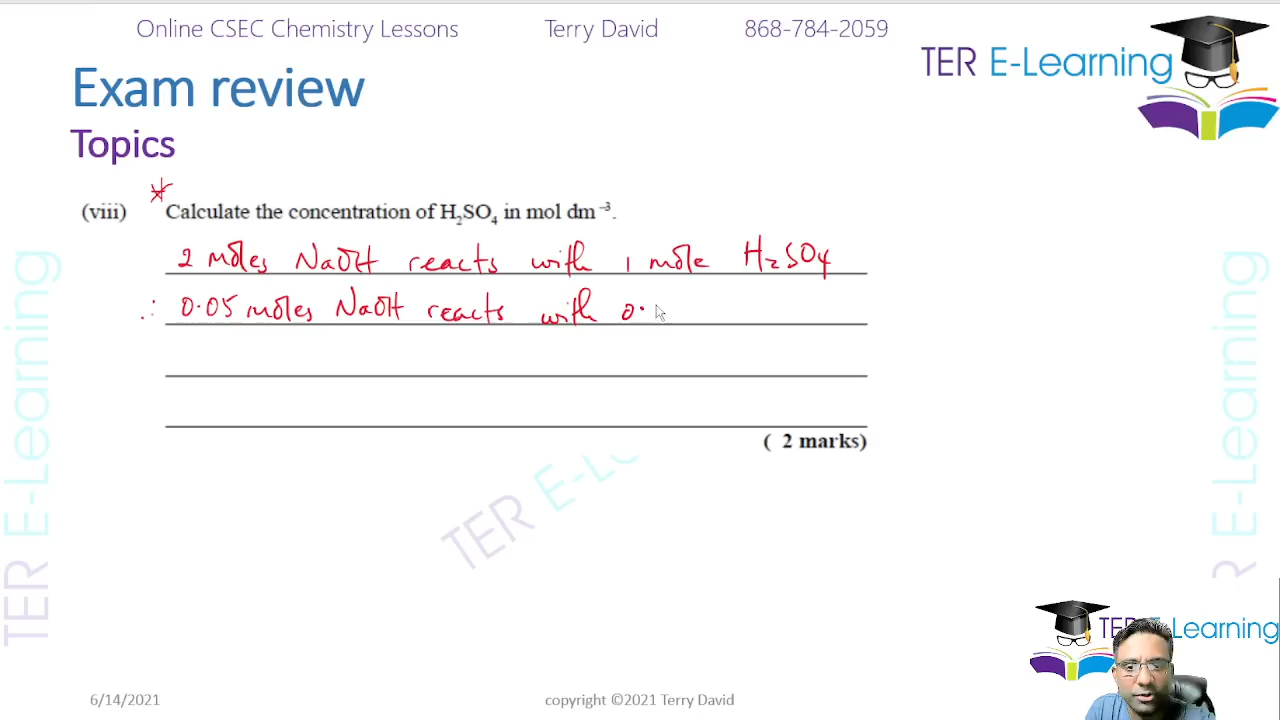 Online CSEC Chemistry Lessons Terry David 868-784-2059
TER E-Learning
Exam review
Topics
(viii) * Calculate the concentration of H₂SO₄ in mol dm⁻³.
2 moles NaOH reacts with 1 mole H₂SO₄
∴ 0.05 moles NaOH reacts with 0.
( 2 marks)
TER E-Learning
TER E-Learning
TER E-Le
TER E-Learning
6/14/2021 copyright ©2021 Terry David